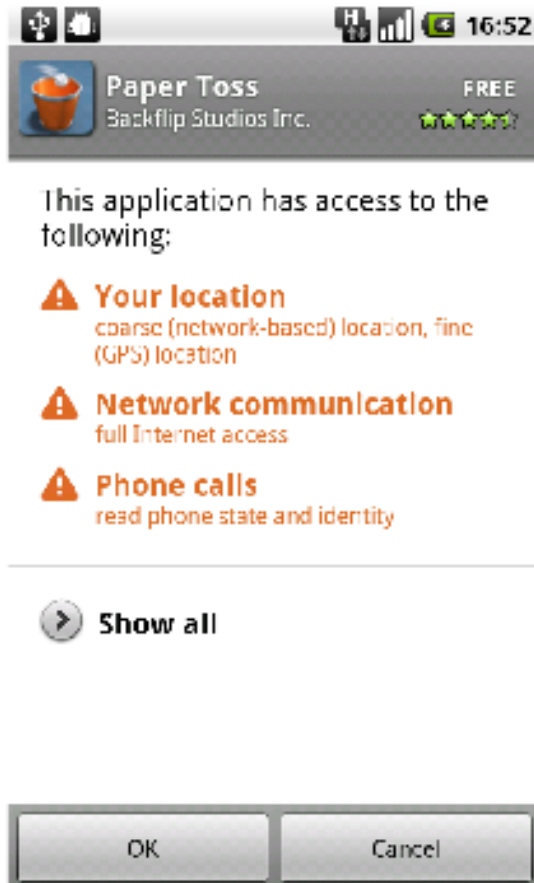 H
16:52
Paper Toss
FREE
Backflip Studios Inc.
This application has access to the
following:
Your location
coarse (network-based) location, fine
(GPS) location
Network communication
full Internet access
Phone calls
read phone state and identity
Show all
OK
Cancel